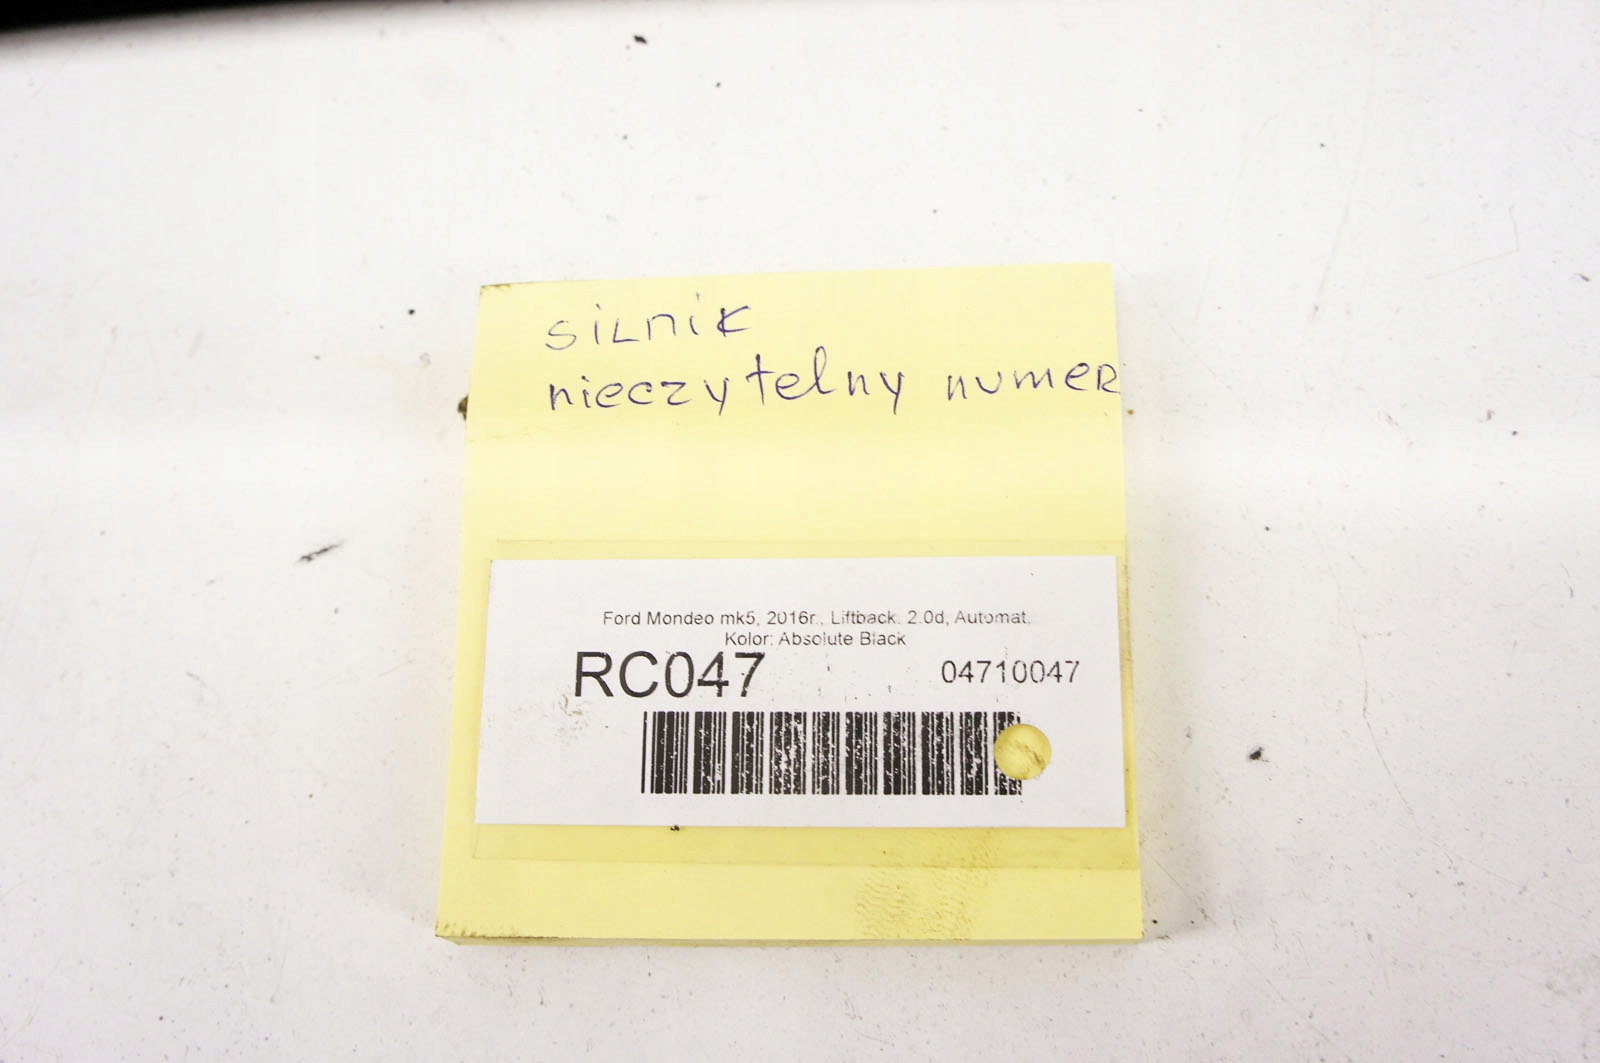 silnik
nieczytelny numer
Ford Mondeo mk5, 2016r., Liftback, 2.0d, Automat,
Kolor: Absolute Black
RC047 04710047